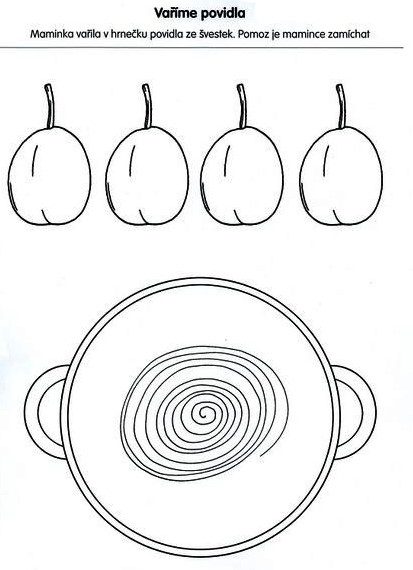 Vaříme povidla
Maminka vařila v hrnečku povidla ze švestek. Pomoz je mamince zamíchat